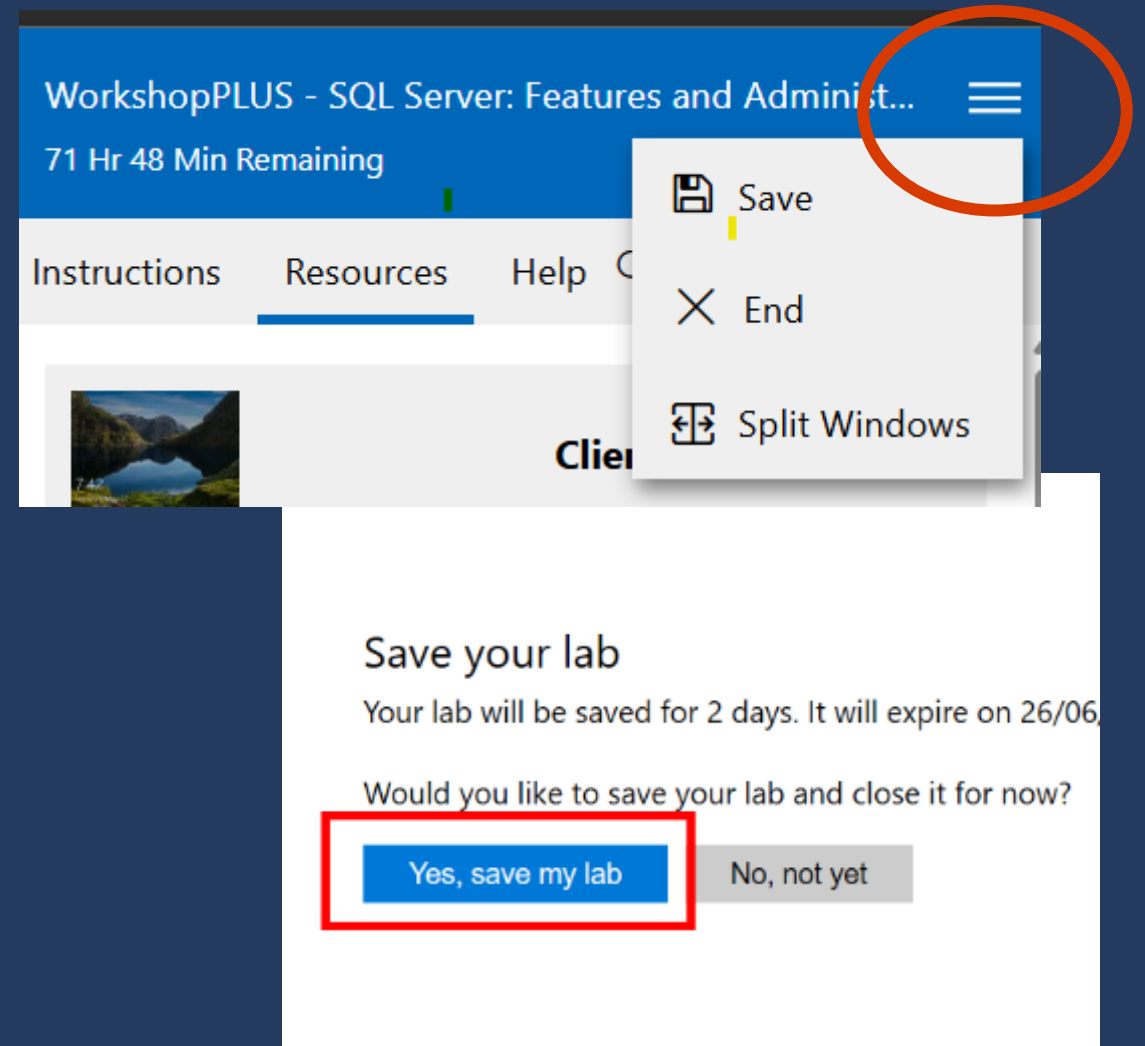 WorkshopPLUS - SQL Server: Features and Administ...
71 Hr 48 Min Remaining
Save
Instructions Resources Help
End
Split Windows
7:42
Save your lab
Your lab will be saved for 2 days. It will expire on 26/06
Would you like to save your lab and close it for now?
Yes, save my lab No, not yet